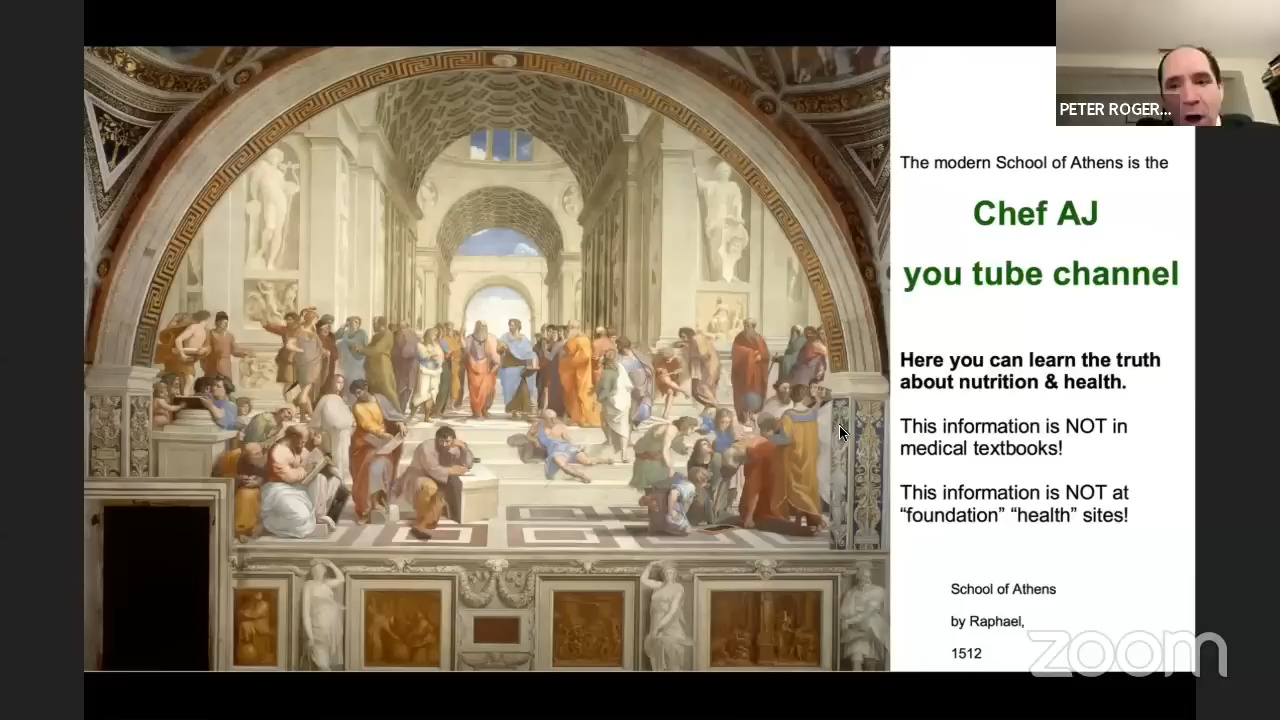 PETER ROGER...
The modern School of Athens is the
Chef AJ
you tube channel
Here you can learn the truth
about nutrition & health.
This information is NOT in
medical textbooks!
This information is NOT at
“foundation” “health” sites!
School of Athens
by Raphael,
1512
zoom